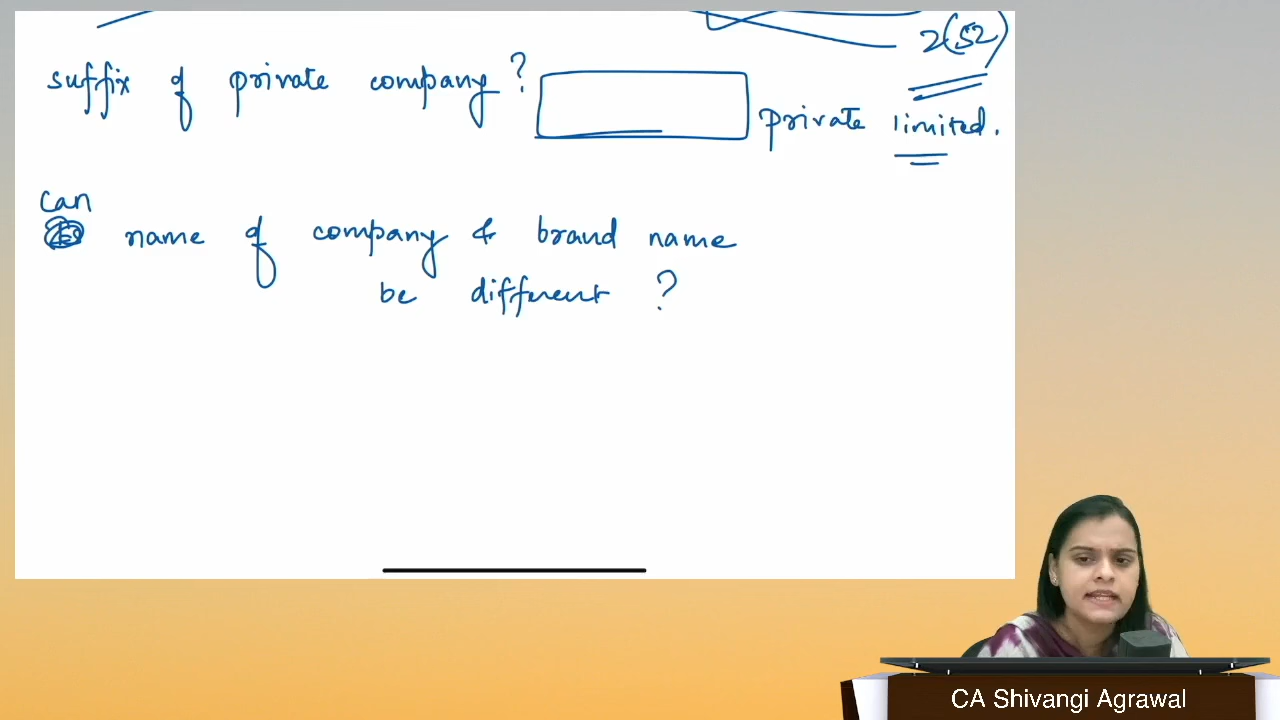 2(52)
suffix of private company?
private limited.
can
name of company & brand name
be different ?
CA Shivangi Agrawal